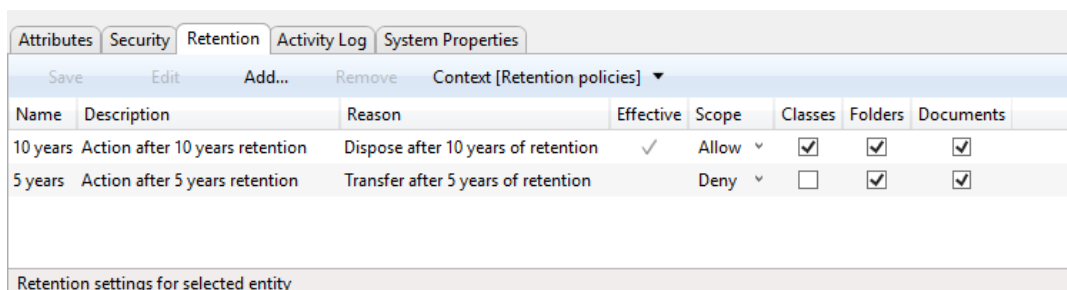 Attributes Security Retention Activity Log System Properties
Save Edit Add... Remove Context [Retention policies]
Name Description Reason Effective Scope Classes Folders Documents
10 years Action after 10 years retention Dispose after 10 years of retention Allow
5 years Action after 5 years retention Transfer after 5 years of retention Deny
Retention settings for selected entity